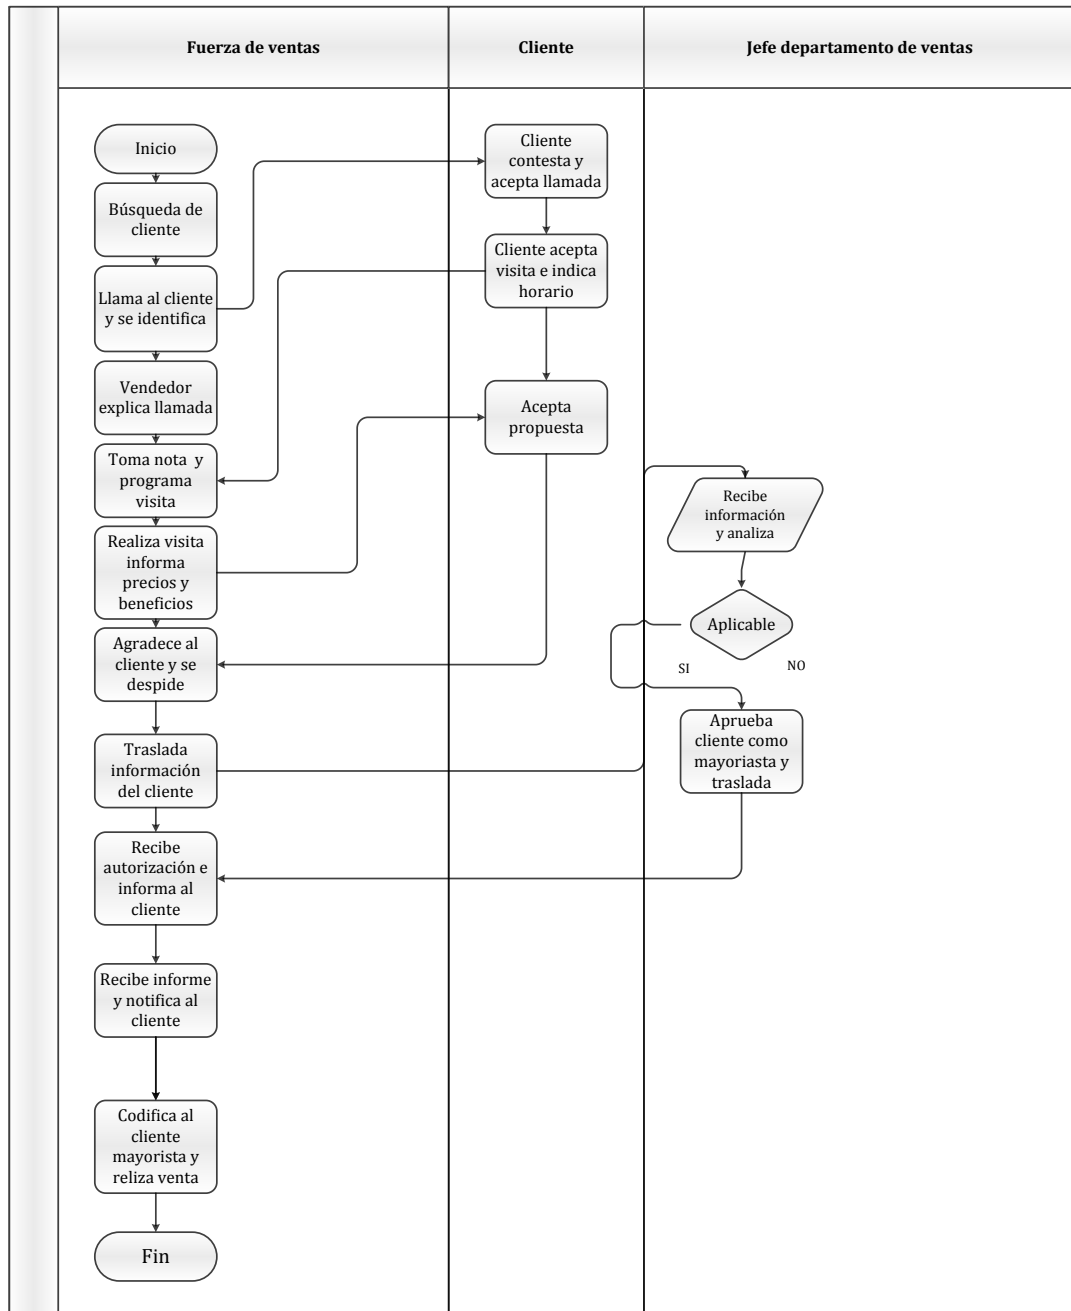 Fuerza de ventas
Cliente
Jefe departamento de ventas
Inicio
Búsqueda de
cliente
Llama al cliente
y se identifica
Vendedor
explica llamada
Toma nota y
programa
visita
Realiza visita
informa
precios y
beneficios
Agradece al
cliente y se
despide
Traslada
información
del cliente
Recibe
autorización e
informa al
cliente
Recibe informe
y notifica al
cliente
Codifica al
cliente
mayorista y
reliza venta
Fin
Cliente
contesta y
acepta llamada
Cliente acepta
visita e indica
horario
Acepta
propuesta
Recibe
información
y analiza
Aplicable
SI
NO
Aprueba
cliente como
mayoriasta y
traslada